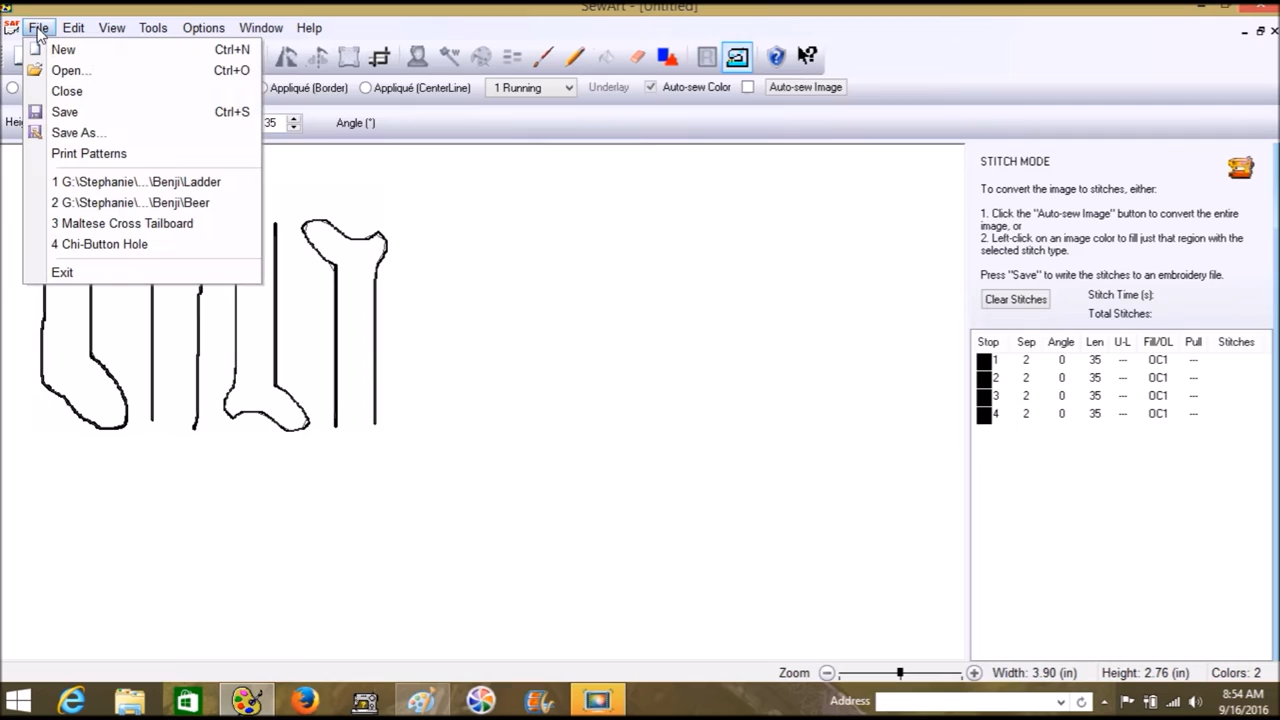 SewArt - [Untitled]
SAF File Edit View Tools Options Window Help
New Ctrl+N
Open... Ctrl+O
Close
Save Ctrl+S
Save As...
Print Patterns
1 G:\Stephanie\...\Benji\Ladder
2 G:\Stephanie\...\Benji\Beer
3 Maltese Cross Tailboard
4 Chi-Button Hole
Exit
Appliqué (Border) Appliqué (CenterLine) 1 Running Underlay Auto-sew Color Auto-sew Image
35 Angle (°)
STITCH MODE
To convert the image to stitches, either:
1. Click the "Auto-sew Image" button to convert the entire
image, or
2. Left-click on an image color to fill just that region with the
selected stitch type.
Press "Save" to write the stitches to an embroidery file.
Clear Stitches
Stitch Time (s):
Total Stitches:
Stop Sep Angle Len U-L Fill/OL Pull Stitches
1 2 0 35 --- OC1 ---
2 2 0 35 --- OC1 ---
3 2 0 35 --- OC1 ---
4 2 0 35 --- OC1 ---
Zoom Width: 3.90 (in) Height: 2.76 (in) Colors: 2
Address
8:54 AM
9/16/2016